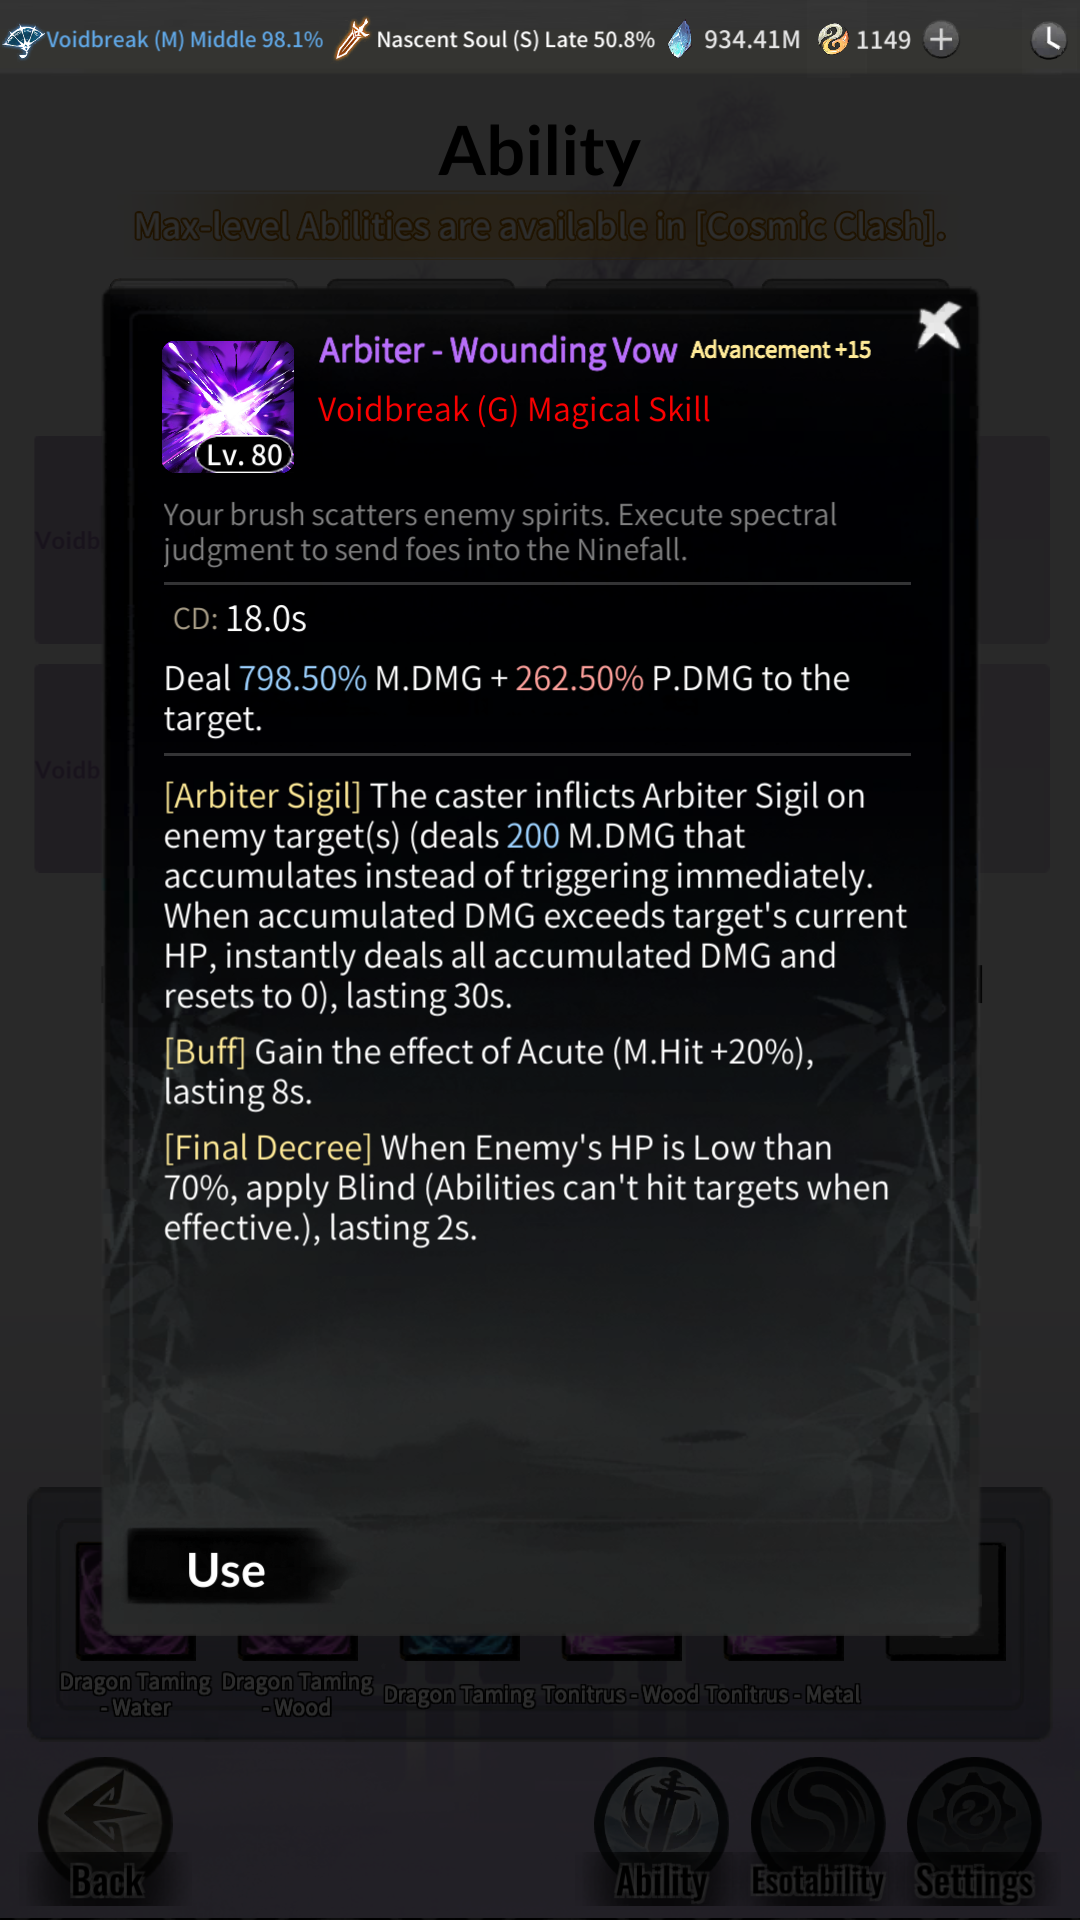 Voidbreak (M) Middle 98.1% Nascent Soul (S) Late 50.8% 934.41M 1149
Ability
Max-level Abilities are available in [Cosmic Clash].
Arbiter - Wounding Vow Advancement +15
Voidbreak (G) Magical Skill
Lv. 80
Your brush scatters enemy spirits. Execute spectral
judgment to send foes into the Ninefall.
Voidb
CD: 18.0s
Deal 798.50% M.DMG + 262.50% P.DMG to the
target.
Voidb
[Arbiter Sigil] The caster inflicts Arbiter Sigil on
enemy target(s) (deals 200 M.DMG that
accumulates instead of triggering immediately.
When accumulated DMG exceeds target's current
HP, instantly deals all accumulated DMG and
resets to 0), lasting 30s.
[Buff] Gain the effect of Acute (M.Hit +20%),
lasting 8s.
[Final Decree] When Enemy's HP is Low than
70%, apply Blind (Abilities can't hit targets when
effective.), lasting 2s.
Use
Dragon Taming
- Water
Dragon Taming
- Wood
Dragon Taming
Tonitrus - Wood
Tonitrus - Metal
Back Ability Esotability Settings